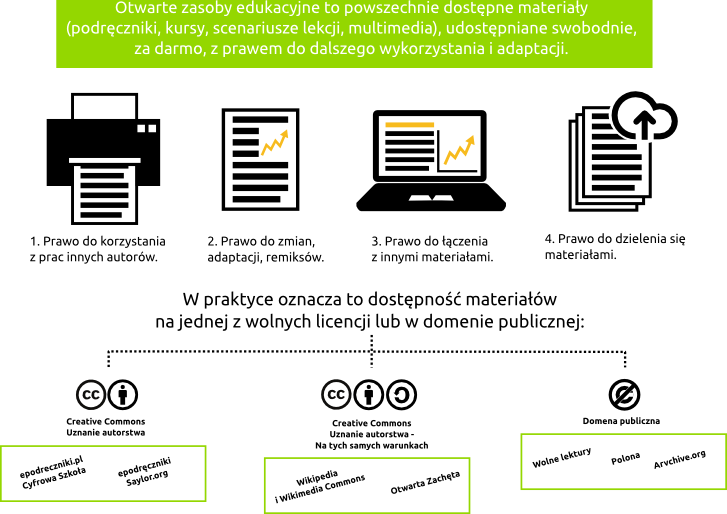 Otwarte zasoby edukacyjne to powszechnie dostępne materiały
(podręczniki, kursy, scenariusze lekcji, multimedia), udostępniane swobodnie,
za darmo, z prawem do dalszego wykorzystania i adaptacji.
1. Prawo do korzystania
z prac innych autorów.
2. Prawo do zmian,
adaptacji, remiksów.
3. Prawo do łączenia
z innymi materiałami.
4. Prawo do dzielenia się
materiałami.
W praktyce oznacza to dostępność materiałów
na jednej z wolnych licencji lub w domenie publicznej:
cc
Creative Commons
Uznanie autorstwa
cc
Creative Commons
Uznanie autorstwa -
Na tych samych warunkach
Domena publiczna
epodreczniki.pl
Cyfrowa Szkoła
epodręczniki
Saylor.org
Wikipedia
i Wikimedia Commons
Otwarta Zachęta
Wolne lektury
Polona
Arvchive.org